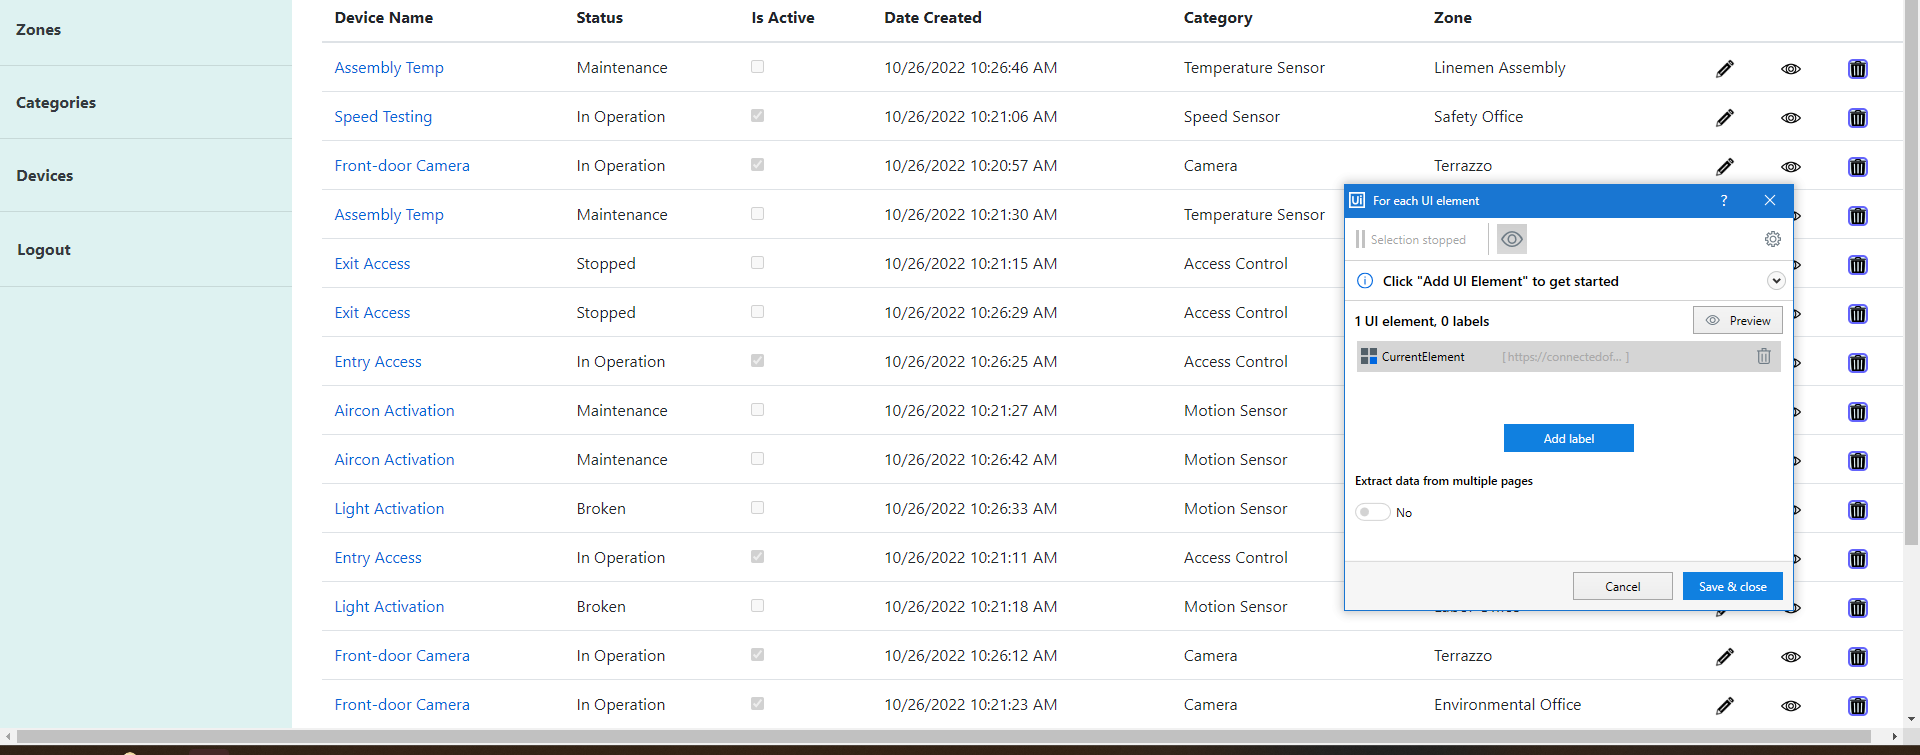 Zones
Categories
Devices
Logout
Device Name Status Is Active Date Created Category Zone
Assembly Temp Maintenance 10/26/2022 10:26:46 AM Temperature Sensor Linemen Assembly
Speed Testing In Operation 10/26/2022 10:21:06 AM Speed Sensor Safety Office
Front-door Camera In Operation 10/26/2022 10:20:57 AM Camera Terrazzo
Assembly Temp Maintenance 10/26/2022 10:21:30 AM Temperature Sensor
Exit Access Stopped 10/26/2022 10:21:15 AM Access Control
Exit Access Stopped 10/26/2022 10:26:29 AM Access Control
Entry Access In Operation 10/26/2022 10:26:25 AM Access Control
Aircon Activation Maintenance 10/26/2022 10:21:27 AM Motion Sensor
Aircon Activation Maintenance 10/26/2022 10:26:42 AM Motion Sensor
Light Activation Broken 10/26/2022 10:26:33 AM Motion Sensor
Entry Access In Operation 10/26/2022 10:21:11 AM Access Control
Light Activation Broken 10/26/2022 10:21:18 AM Motion Sensor
Front-door Camera In Operation 10/26/2022 10:26:12 AM Camera Terrazzo
Front-door Camera In Operation 10/26/2022 10:21:23 AM Camera Environmental Office
Ui For each UI element ?
Selection stopped
Click "Add UI Element" to get started
1 UI element, 0 labels Preview
CurrentElement [ https://connectedof... ]
Add label
Extract data from multiple pages
No
Cancel Save & close